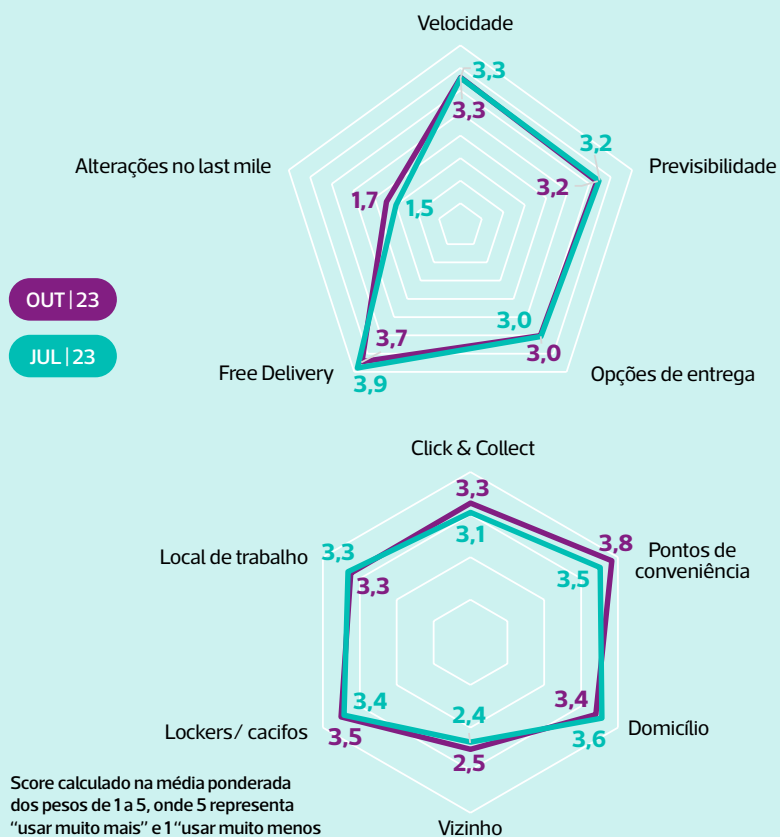 Velocidade
3,3
3,3
3,2
Alterações no last mile
Previsibilidade
3,2
1,7
1,5
OUT | 23
3,0
JUL | 23
3,7
3,0
Free Delivery
3,9
Opções de entrega
Click & Collect
3,3
3,1
3,8
Local de trabalho
3,3
3,3
3,5
Pontos de
conveniência
3,4
3,5
Lockers / cacifos
2,4
2,5
3,4
3,6
Domicílio
Vizinho
Score calculado na média ponderada
dos pesos de 1 a 5, onde 5 representa
“usar muito mais” e 1 “usar muito menos